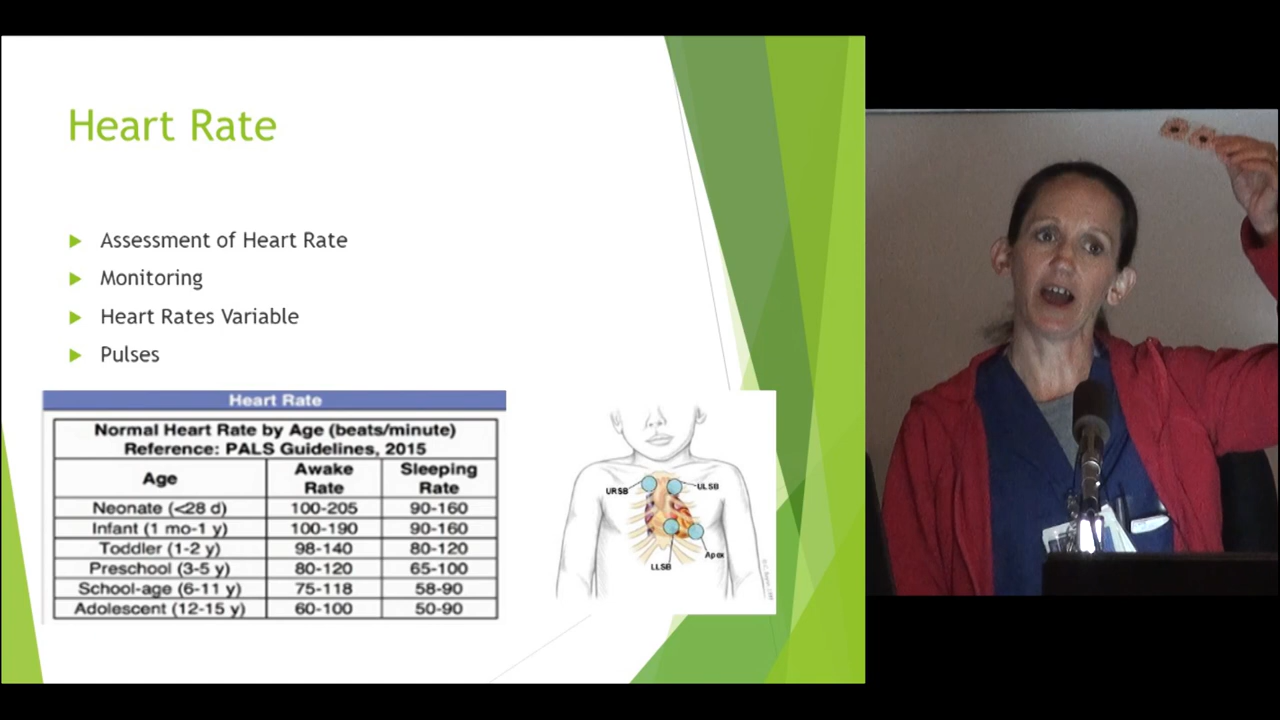 Heart Rate
Assessment of Heart Rate
Monitoring
Heart Rates Variable
Pulses
Heart Rate
Normal Heart Rate by Age (beats/minute)
Reference: PALS Guidelines, 2015
Age Awake Rate Sleeping Rate
Neonate (<28 d) 100-205 90-160
Infant (1 mo-1 y) 100-190 90-160
Toddler (1-2 y) 98-140 80-120
Preschool (3-5 y) 80-120 65-100
School-age (6-11 y) 75-118 58-90
Adolescent (12-15 y) 60-100 50-90
URSB ULSB
Apex
LLSB